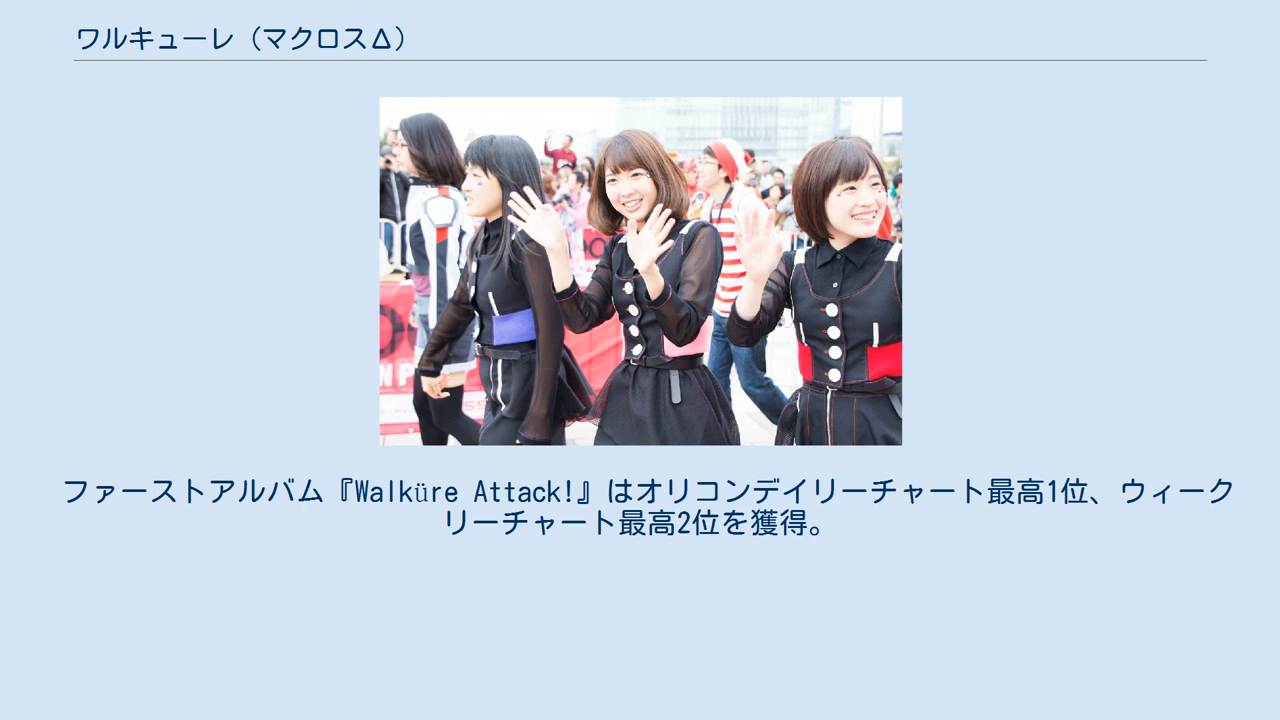 ワルキューレ（マクロスΔ）
ファーストアルバム『Walküre Attack!』はオリコンデイリーチャート最高1位、ウィーク
リーチャート最高2位を獲得。